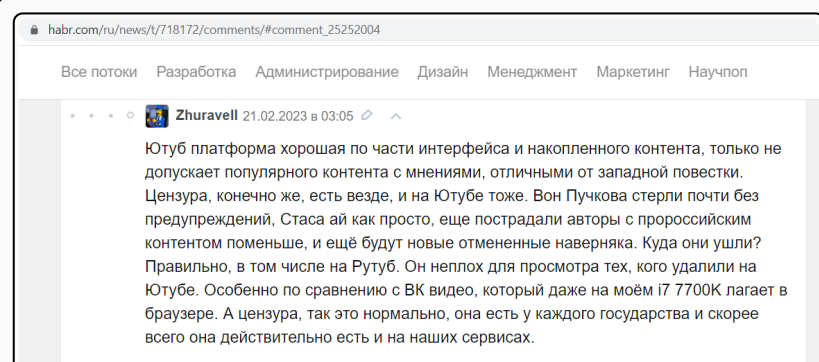 habr.com/ru/news/t/718172/comments/#comment_25252004
Все потоки Разработка Администрирование Дизайн Менеджмент Маркетинг Научпоп
Zhuravell 21.02.2023 в 03:05
Ютуб платформа хорошая по части интерфейса и накопленного контента, только не
допускает популярного контента с мнениями, отличными от западной повестки.
Цензура, конечно же, есть везде, и на Ютубе тоже. Вон Пучкова стерли почти без
предупреждений, Стаса ай как просто, еще пострадали авторы с пророссийским
контентом поменьше, и ещё будут новые отмененные наверняка. Куда они ушли?
Правильно, в том числе на Рутуб. Он неплох для просмотра тех, кого удалили на
Ютубе. Особенно по сравнению с ВК видео, который даже на моём i7 7700K лагает в
браузере. А цензура, так это нормально, она есть у каждого государства и скорее
всего она действительно есть и на наших сервисах.